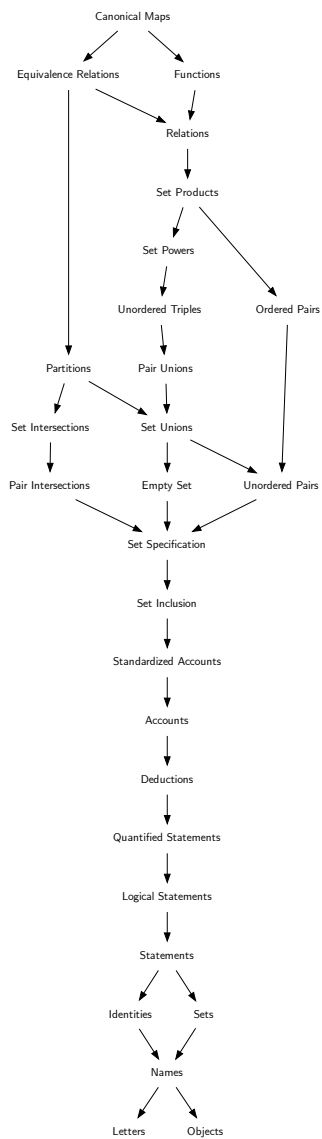 Canonical Maps
Equivalence Relations
Functions
Relations
Set Products
Set Powers
Unordered Triples
Ordered Pairs
Partitions
Pair Unions
Set Intersections
Set Unions
Pair Intersections
Empty Set
Unordered Pairs
Set Specification
Set Inclusion
Standardized Accounts
Accounts
Deductions
Quantified Statements
Logical Statements
Statements
Identities
Sets
Names
Letters
Objects